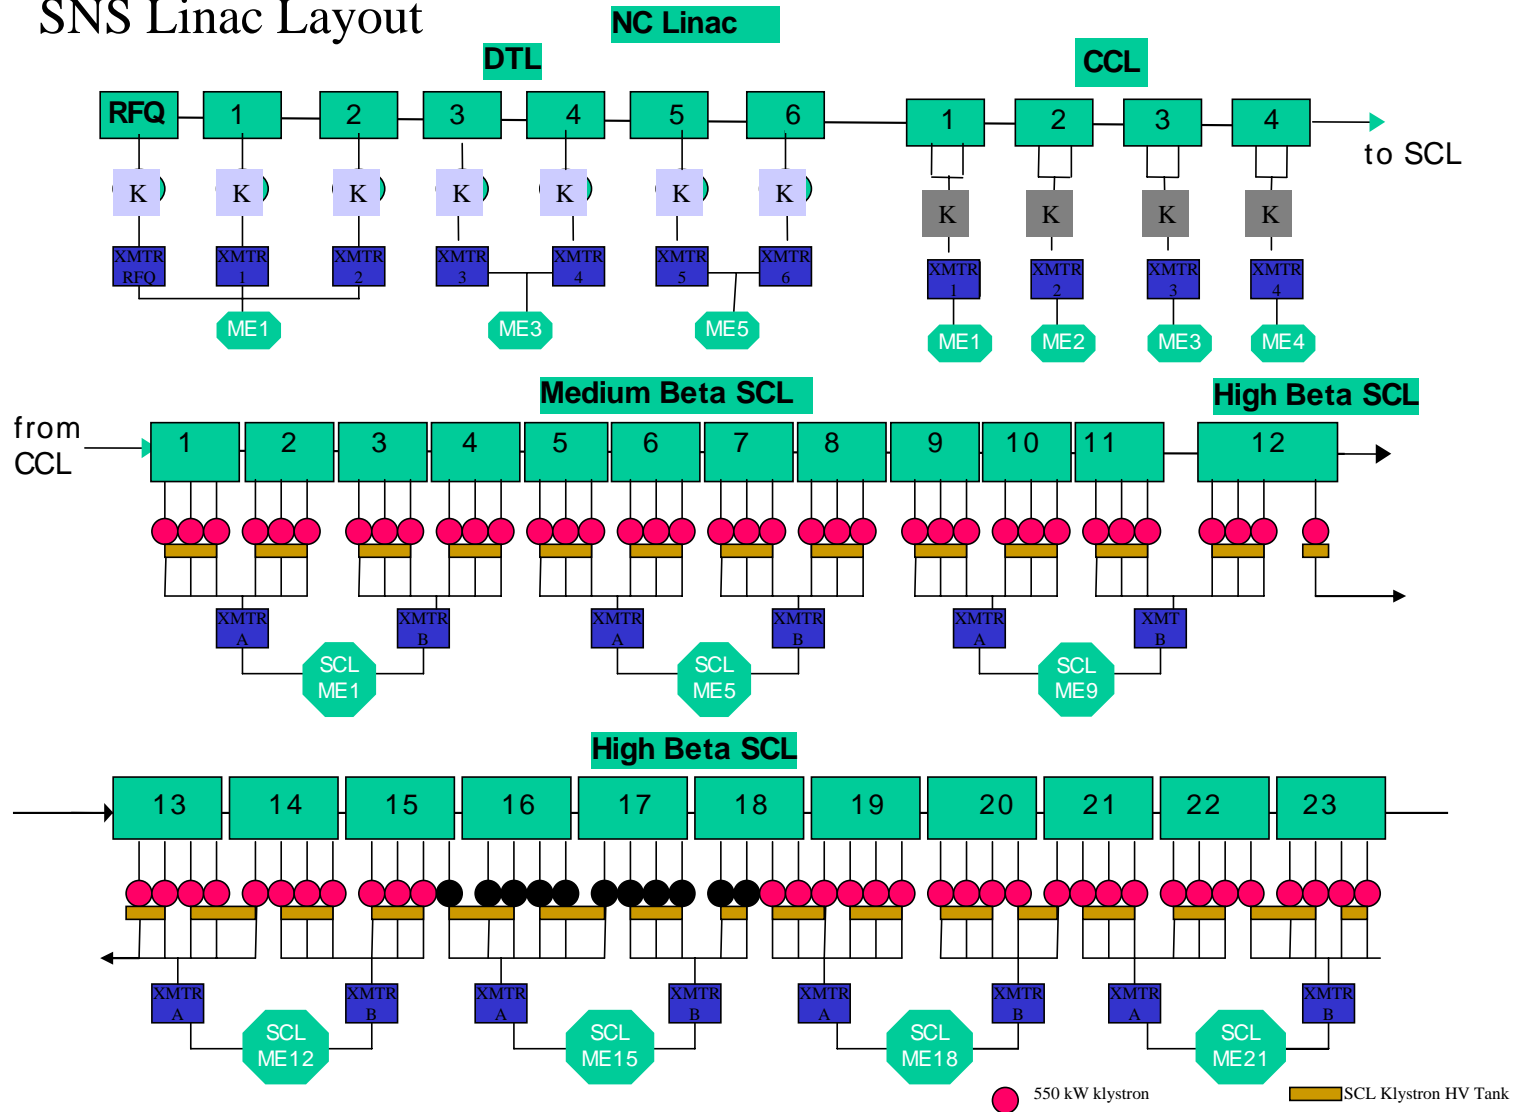 SNS Linac Layout
NC Linac
DTL
CCL
RFQ 1 2 3 4 5 6
1 2 3 4
to SCL
K K K K K K K
K K K K
XMTR RFQ
XMTR 1
XMTR 2
XMTR 3
XMTR 4
XMTR 5
XMTR 6
XMTR 1
XMTR 2
XMTR 3
XMTR 4
ME1 ME3 ME5
ME1 ME2 ME3 ME4
Medium Beta SCL
High Beta SCL
from
CCL
1 2 3 4 5 6 7 8 9 10 11 12
XMTR A
XMTR B
XMTR A
XMTR B
XMTR A
XMT B
SCL
ME1
SCL
ME5
SCL
ME9
High Beta SCL
13 14 15 16 17 18 19 20 21 22 23
XMTR A
XMTR B
XMTR A
XMTR B
XMTR A
XMTR B
XMTR A
XMTR B
SCL
ME12
SCL
ME15
SCL
ME18
SCL
ME21
550 kW klystron
SCL Klystron HV Tank